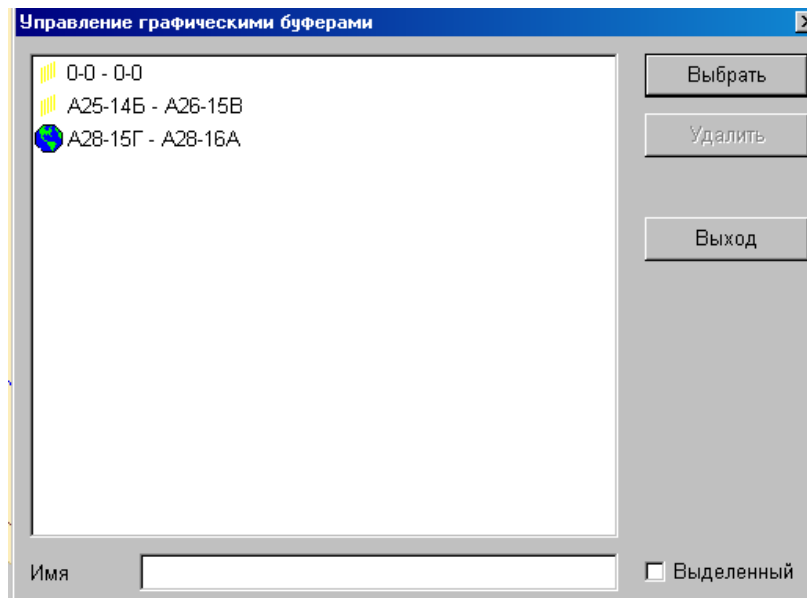 Управление графическими буферами
0-0 - 0-0
А25-14Б - А26-15В
А28-15Г - А28-16А
Выбрать
Удалить
Выход
Имя
Выделенный